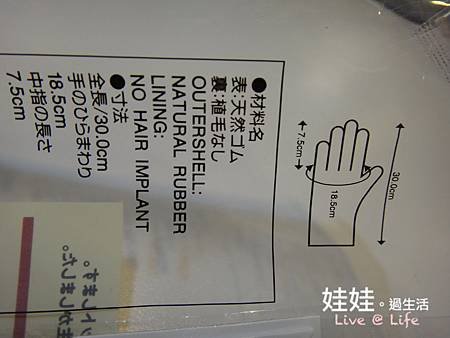 ●材料名
表:天然ゴム
裏:植毛なし
OUTERSHELL:
NATURAL RUBBER
LINING:
NO HAIR IMPLANT
●寸法
全長/30.0cm
手のひらまわり
18.5cm
中指の長さ
7.5cm
7.5cm
18.5cm
30.0cm
娃娃。過生活
Live @ Life